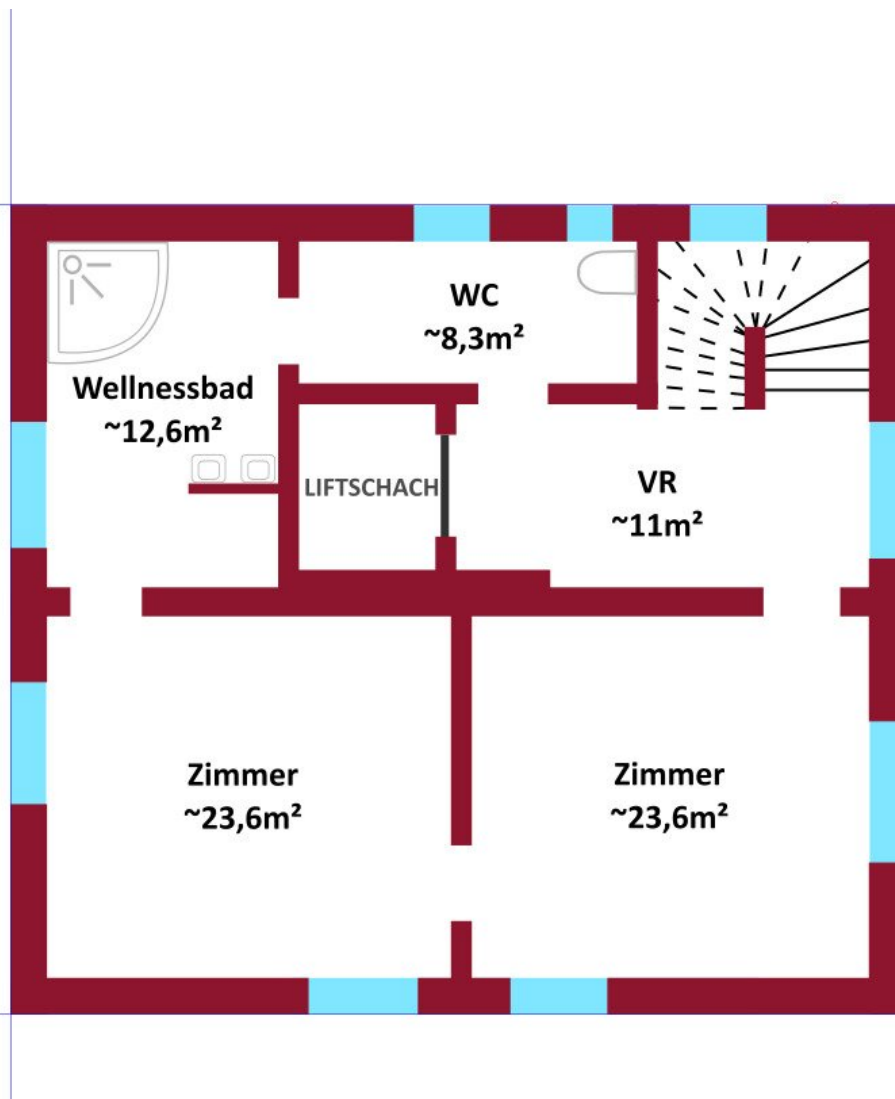 WC
~8,3m²
Wellnessbad
~12,6m²
LIFTSCHACH
VR
~11m²
Zimmer
~23,6m²
Zimmer
~23,6m²